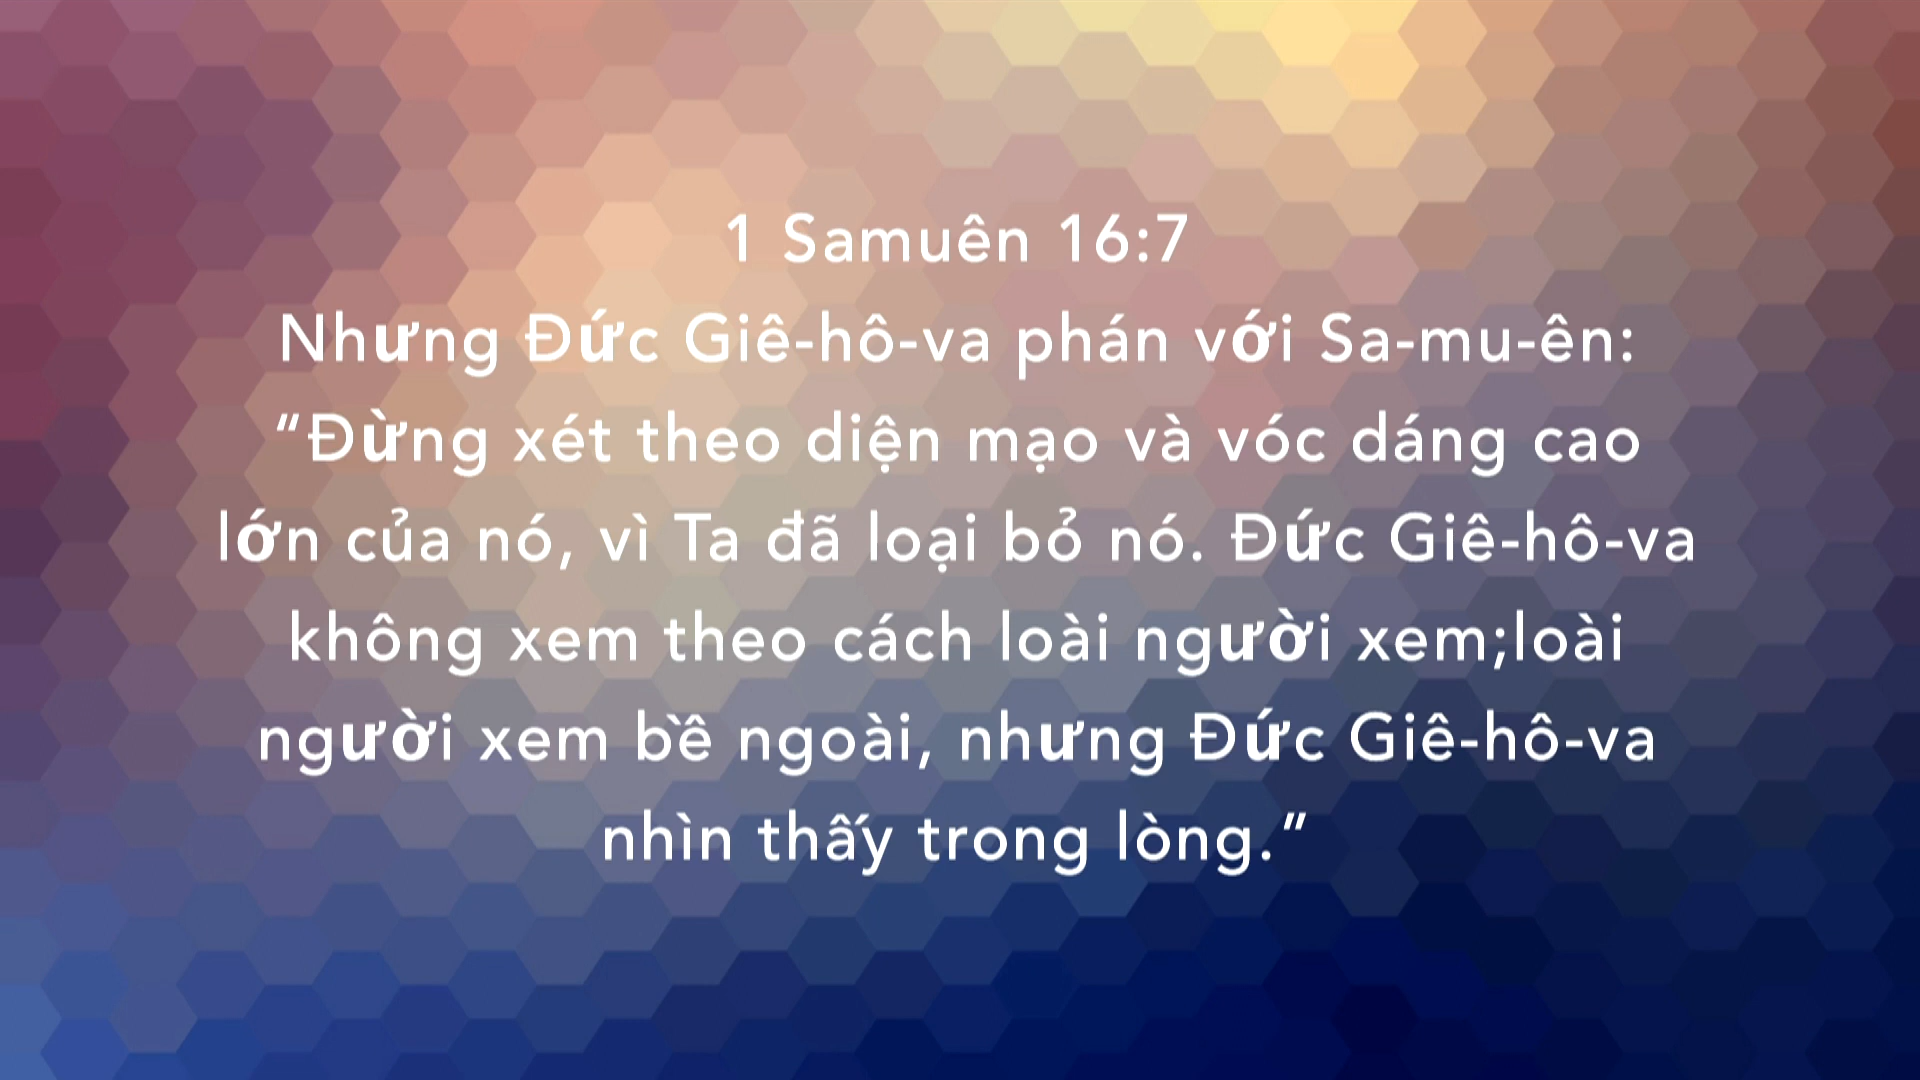 1 Samuên 16:7
Nhưng Đức Giê-hô-va phán với Sa-mu-ên:
“Đừng xét theo diện mạo và vóc dáng cao
lớn của nó, vì Ta đã loại bỏ nó. Đức Giê-hô-va
không xem theo cách loài người xem;loài
người xem bề ngoài, nhưng Đức Giê-hô-va
nhìn thấy trong lòng.”